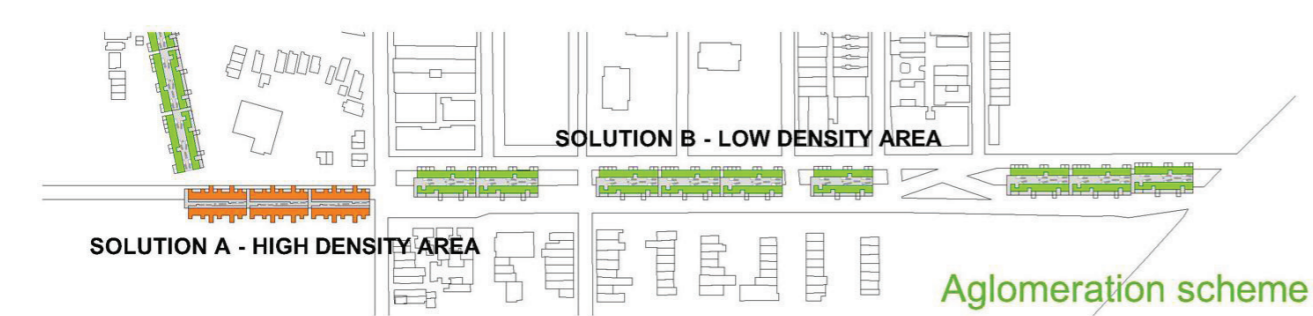 SOLUTION B - LOW DENSITY AREA
SOLUTION A - HIGH DENSITY AREA
Aglomeration scheme